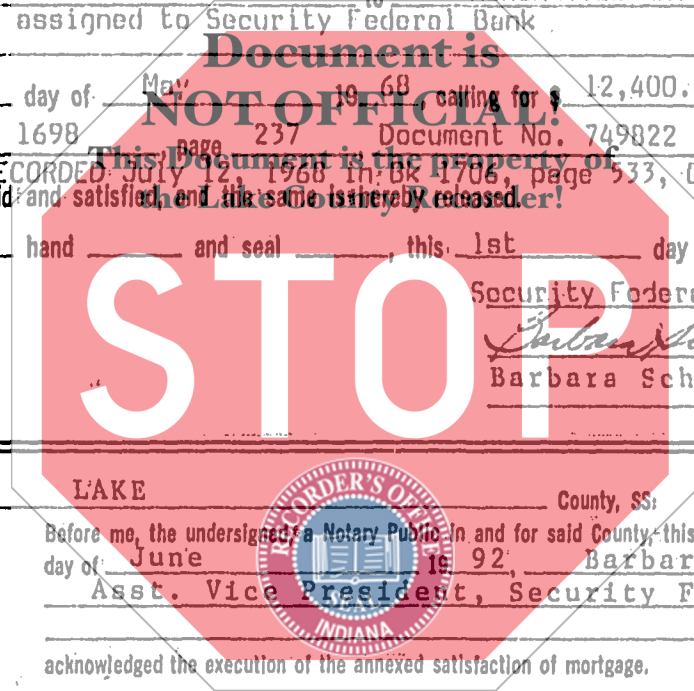 assigned to Security Federal Bank
Document is
day of May 19 68, calling for $ 12,400.
NOT OFFICIAL!
1698 page 237 Document No. 749822
This Document is the property of
CORDED July 12, 1968 in Bk 1706, page 533,
the Lake County Recorder!
and satisfied, and the same is hereby released.
hand and seal , this 1st day
STOP
Security Feder
Barbara Sch
LAKE County, SS:
RECORDER'S OFFICE
Before me, the undersigned, a Notary Public in and for said County, this
day of June 19 92, Barbar
Asst. Vice President, Security F
SEAL
INDIANA
acknowledged the execution of the annexed satisfaction of mortgage.